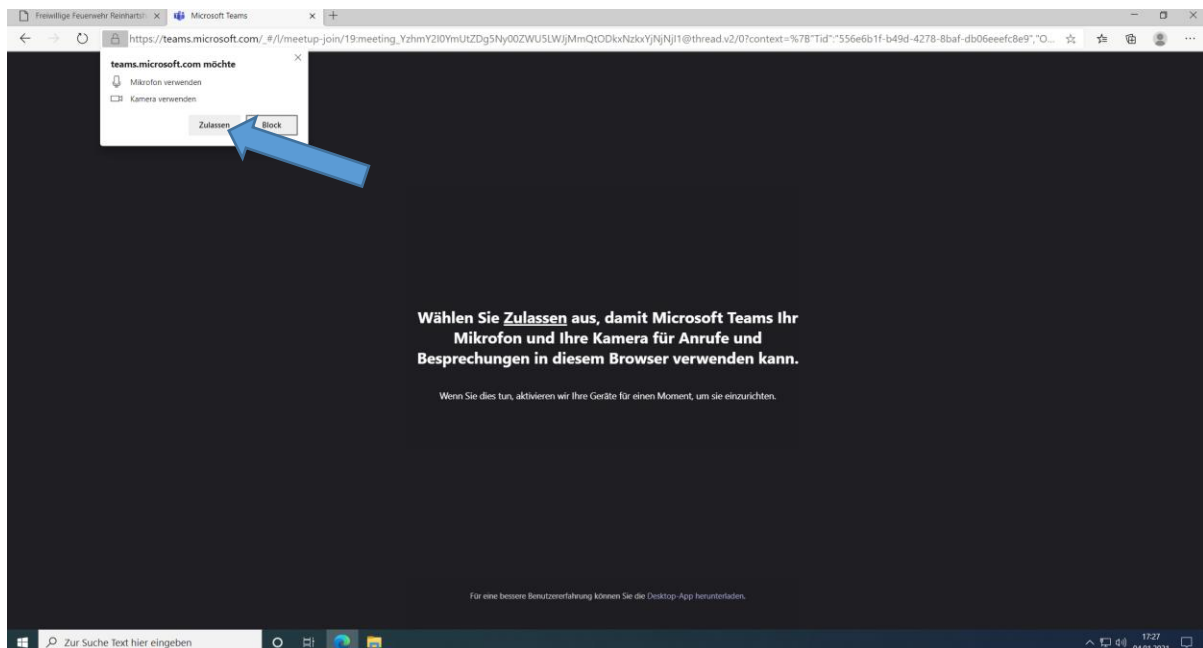 Freiwillige Feuerwehr Reinhartsh
Microsoft Teams
https://teams.microsoft.com/_#/l/meetup-join/19:meeting_YzhmY2I0YmUtZDg5Ny00ZWU5LWJjMmQtODkxNzkxYjNjNjI1@thread.v2/0?context=%7B"Tid":"556e6b1f-b49d-4278-8baf-db06eeefc8e9","O...
teams.microsoft.com möchte
Mikrofon verwenden
Kamera verwenden
Zulassen Block
Wählen Sie Zulassen aus, damit Microsoft Teams Ihr
Mikrofon und Ihre Kamera für Anrufe und
Besprechungen in diesem Browser verwenden kann.
Wenn Sie dies tun, aktivieren wir Ihre Geräte für einen Moment, um sie einzurichten.
Für eine bessere Benutzererfahrung können Sie die Desktop-App herunterladen.
Zur Suche Text hier eingeben
17:27
04.01.2021